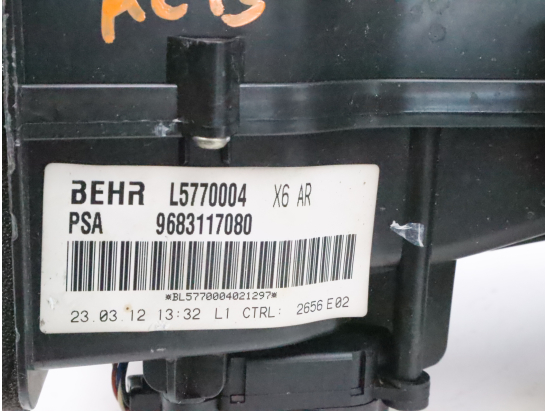 AC13
BEHR L5770004 X6 AR
PSA 9683117080
*BL5770004021297*
23.03.12 13:32 L1 CTRL: 2656 E02